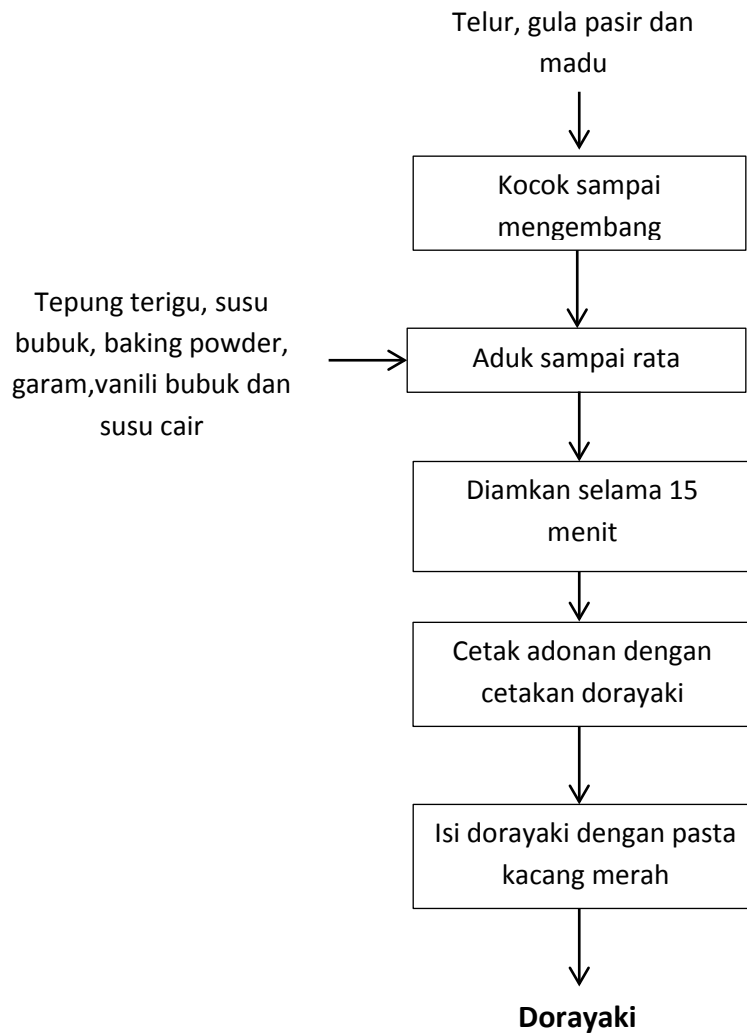 Telur, gula pasir dan
madu
Kocok sampai
mengembang
Tepung terigu, susu
bubuk, baking powder,
garam,vanili bubuk dan
susu cair
Aduk sampai rata
Diamkan selama 15
menit
Cetak adonan dengan
cetakan dorayaki
Isi dorayaki dengan pasta
kacang merah
Dorayaki